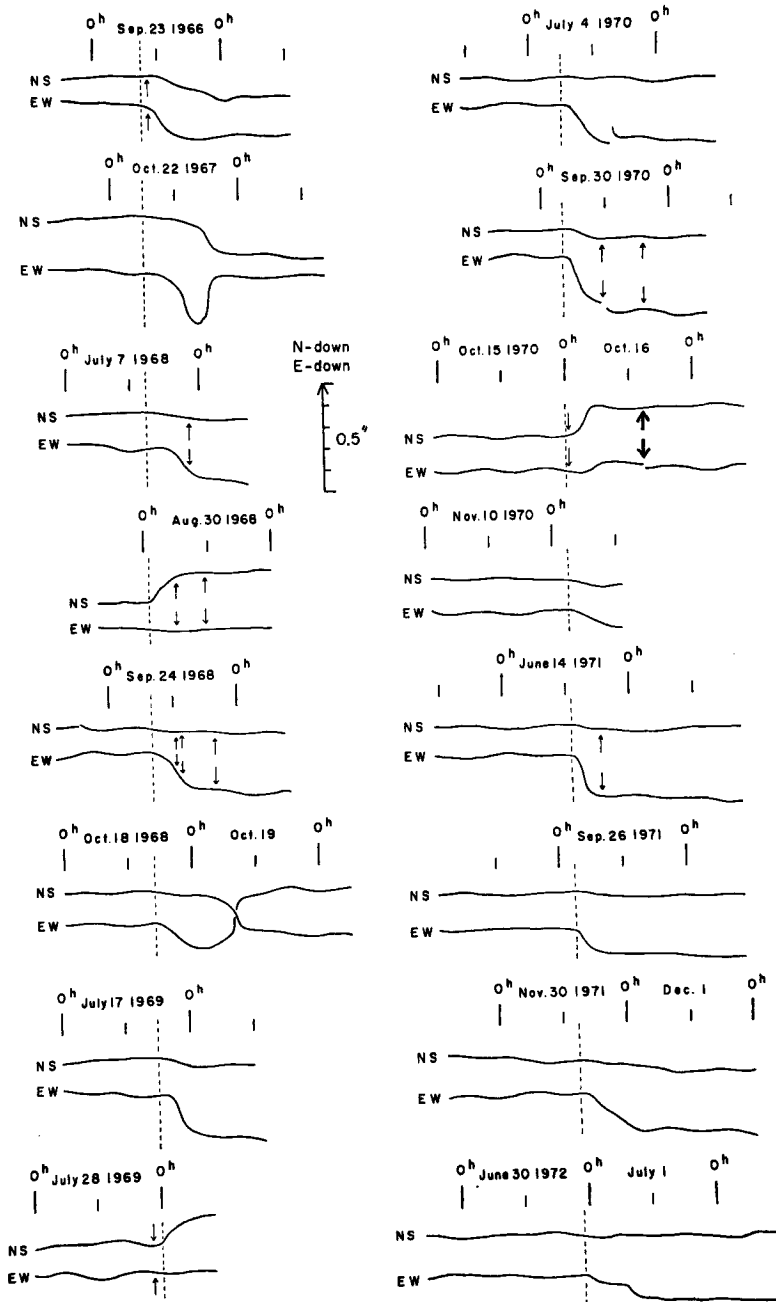 0h Sep. 23 1966 0h
NS
EW
0h Oct. 22 1967 0h
NS
EW
0h July 7 1968 0h
NS
EW
N-down
E-down
0.5"
0h Aug. 30 1968 0h
NS
EW
0h Sep. 24 1968 0h
NS
EW
0h Oct. 18 1968 0h Oct. 19 0h
NS
EW
0h July 17 1969 0h
NS
EW
0h July 28 1969 0h
NS
EW
0h July 4 1970 0h
NS
EW
0h Sep. 30 1970 0h
NS
EW
0h Oct. 15 1970 0h Oct. 16 0h
NS
EW
0h Nov. 10 1970 0h
NS
EW
0h June 14 1971 0h
NS
EW
0h Sep. 26 1971 0h
NS
EW
0h Nov. 30 1971 0h Dec. 1 0h
NS
EW
0h June 30 1972 0h July 1 0h
NS
EW